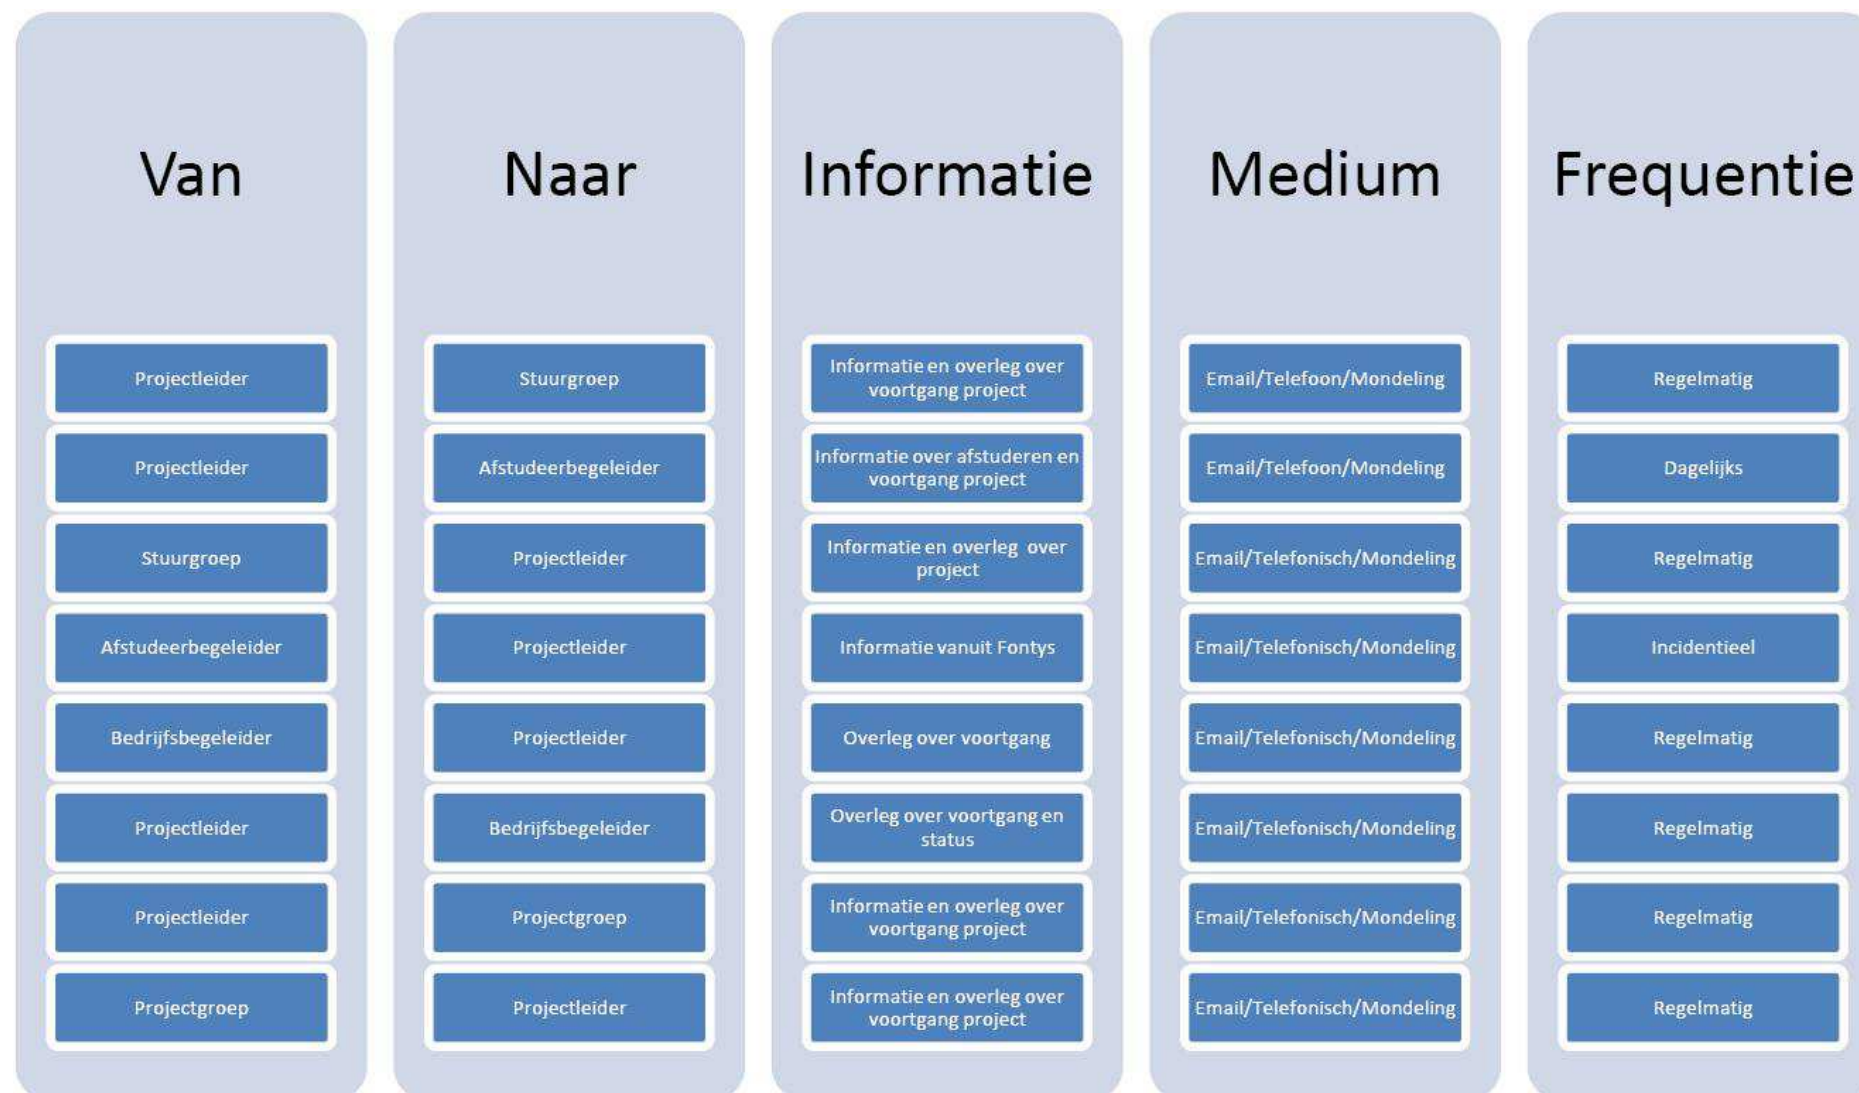 Van
Naar
Informatie
Medium
Frequentie
Projectleider
Stuurgroep
Informatie en overleg over
voortgang project
Email/Telefoon/Mondeling
Regelmatig
Projectleider
Afstudeerbegeleider
Informatie over afstuderen en
voortgang project
Email/Telefoon/Mondeling
Dagelijks
Stuurgroep
Projectleider
Informatie en overleg over
project
Email/Telefonisch/Mondeling
Regelmatig
Afstudeerbegeleider
Projectleider
Informatie vanuit Fontys
Email/Telefonisch/Mondeling
Incidentieel
Bedrijfsbegeleider
Projectleider
Overleg over voortgang
Email/Telefonisch/Mondeling
Regelmatig
Projectleider
Bedrijfsbegeleider
Overleg over voortgang en
status
Email/Telefonisch/Mondeling
Regelmatig
Projectleider
Projectgroep
Informatie en overleg over
voortgang project
Email/Telefonisch/Mondeling
Regelmatig
Projectgroep
Projectleider
Informatie en overleg over
voortgang project
Email/Telefonisch/Mondeling
Regelmatig